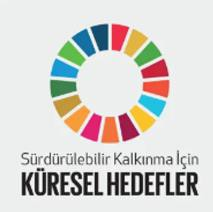 Sürdürülebilir Kalkınma İçin
KÜRESEL HEDEFLER